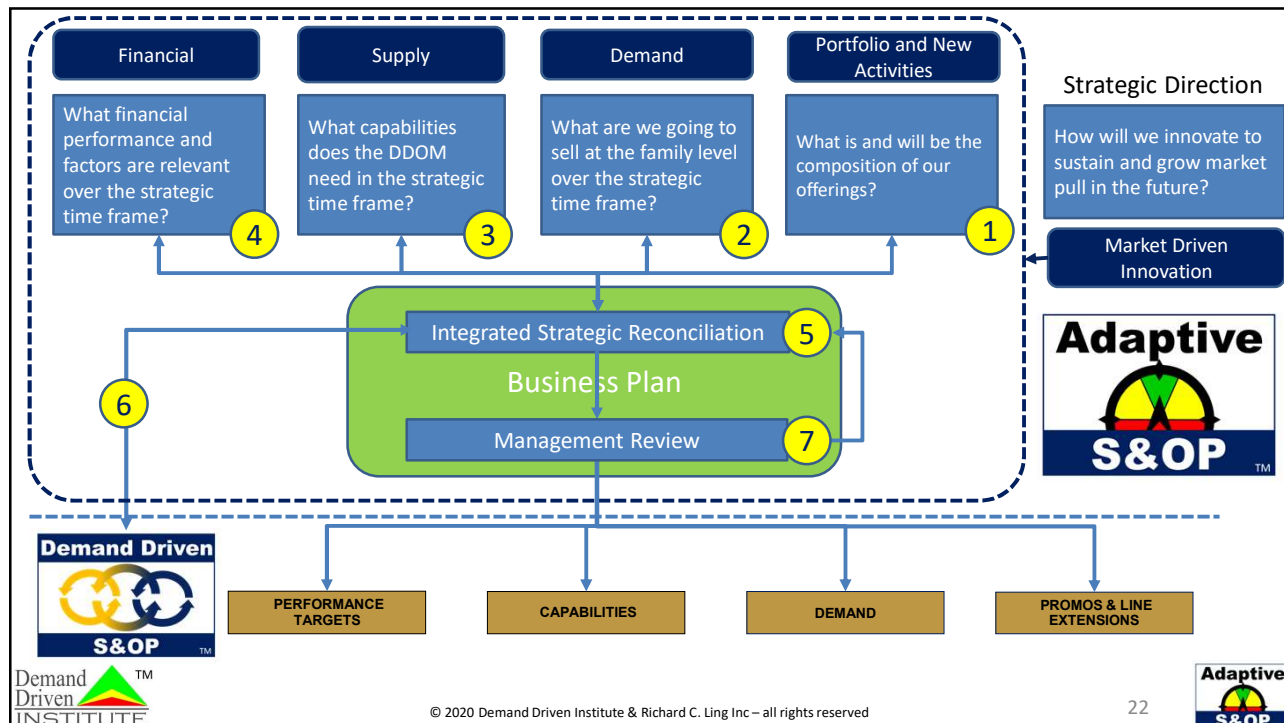 Financial
Supply
Demand
Portfolio and New
Activities
Strategic Direction
What financial
performance and
factors are relevant
over the strategic
time frame?
4
What capabilities
does the DDOM
need in the strategic
time frame?
3
What are we going to
sell at the family level
over the strategic
time frame?
2
What is and will be the
composition of our
offerings?
1
How will we innovate to
sustain and grow market
pull in the future?
Market Driven
Innovation
Integrated Strategic Reconciliation
5
Business Plan
Management Review
7
6
Adaptive
S&OP
TM
Demand Driven
S&OP
TM
PERFORMANCE
TARGETS
CAPABILITIES
DEMAND
PROMOS & LINE
EXTENSIONS
Demand
Driven
INSTITUTE
TM
© 2020 Demand Driven Institute & Richard C. Ling Inc – all rights reserved
22
Adaptive
S&OP